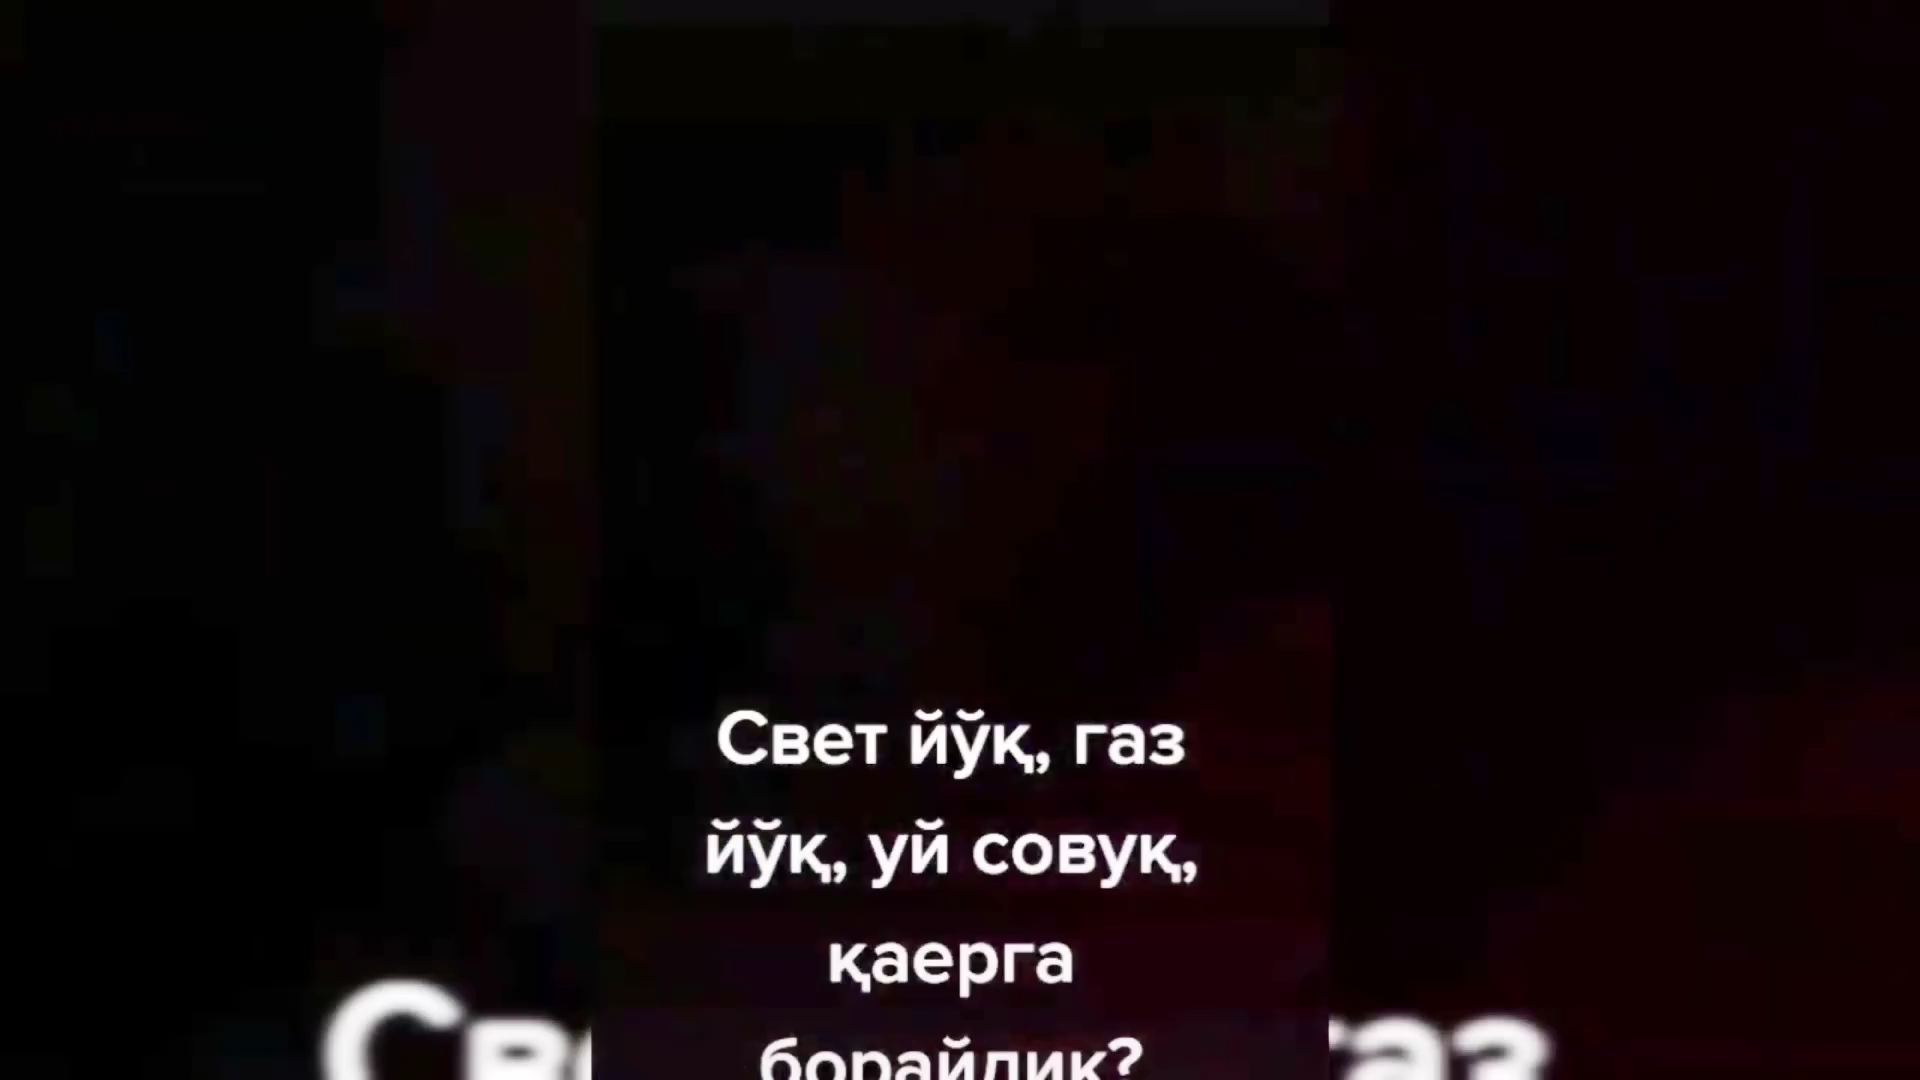 Свет йўқ, газ
йўқ, уй совуқ,
қаерга
борайлик?